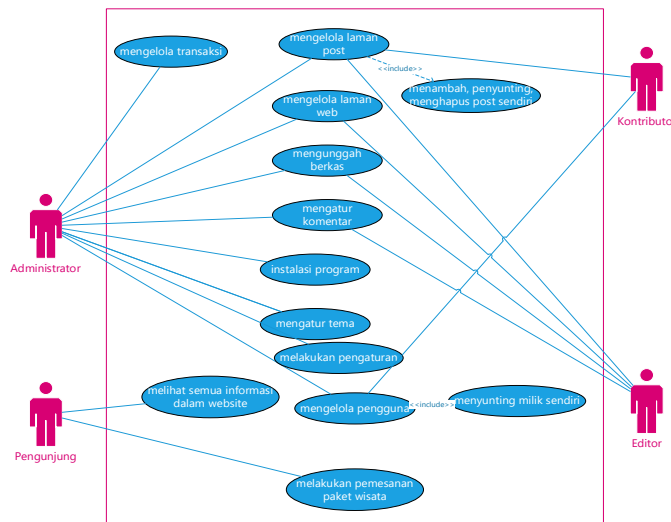 mengelola transaksi
mengelola laman
post
<<include>>
menambah, penyunting,
menghapus post sendiri
Kontributo
mengelola laman
web
mengunggah
berkas
mengatur
komentar
Administrator
instalasi program
mengatur tema
melakukan pengaturan
melihat semua informasi
dalam website
mengelola pengguna
<<include>>
menyunting milik sendiri
Pengunjung
Editor
melakukan pemesanan
paket wisata